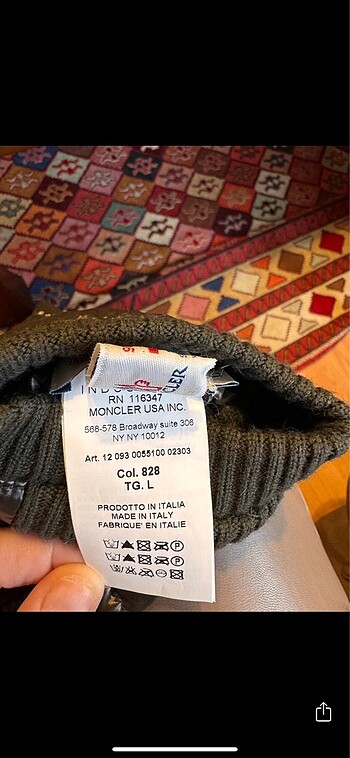 CLER
RN 116347
MONCLER USA INC.
568-578 Broadway suite 306
NY NY 10012
Art. 12 093 0055100 02303
Col. 828
TG. L
PRODOTTO IN ITALIA
MADE IN ITALY
FABRIQUE' EN ITALIE